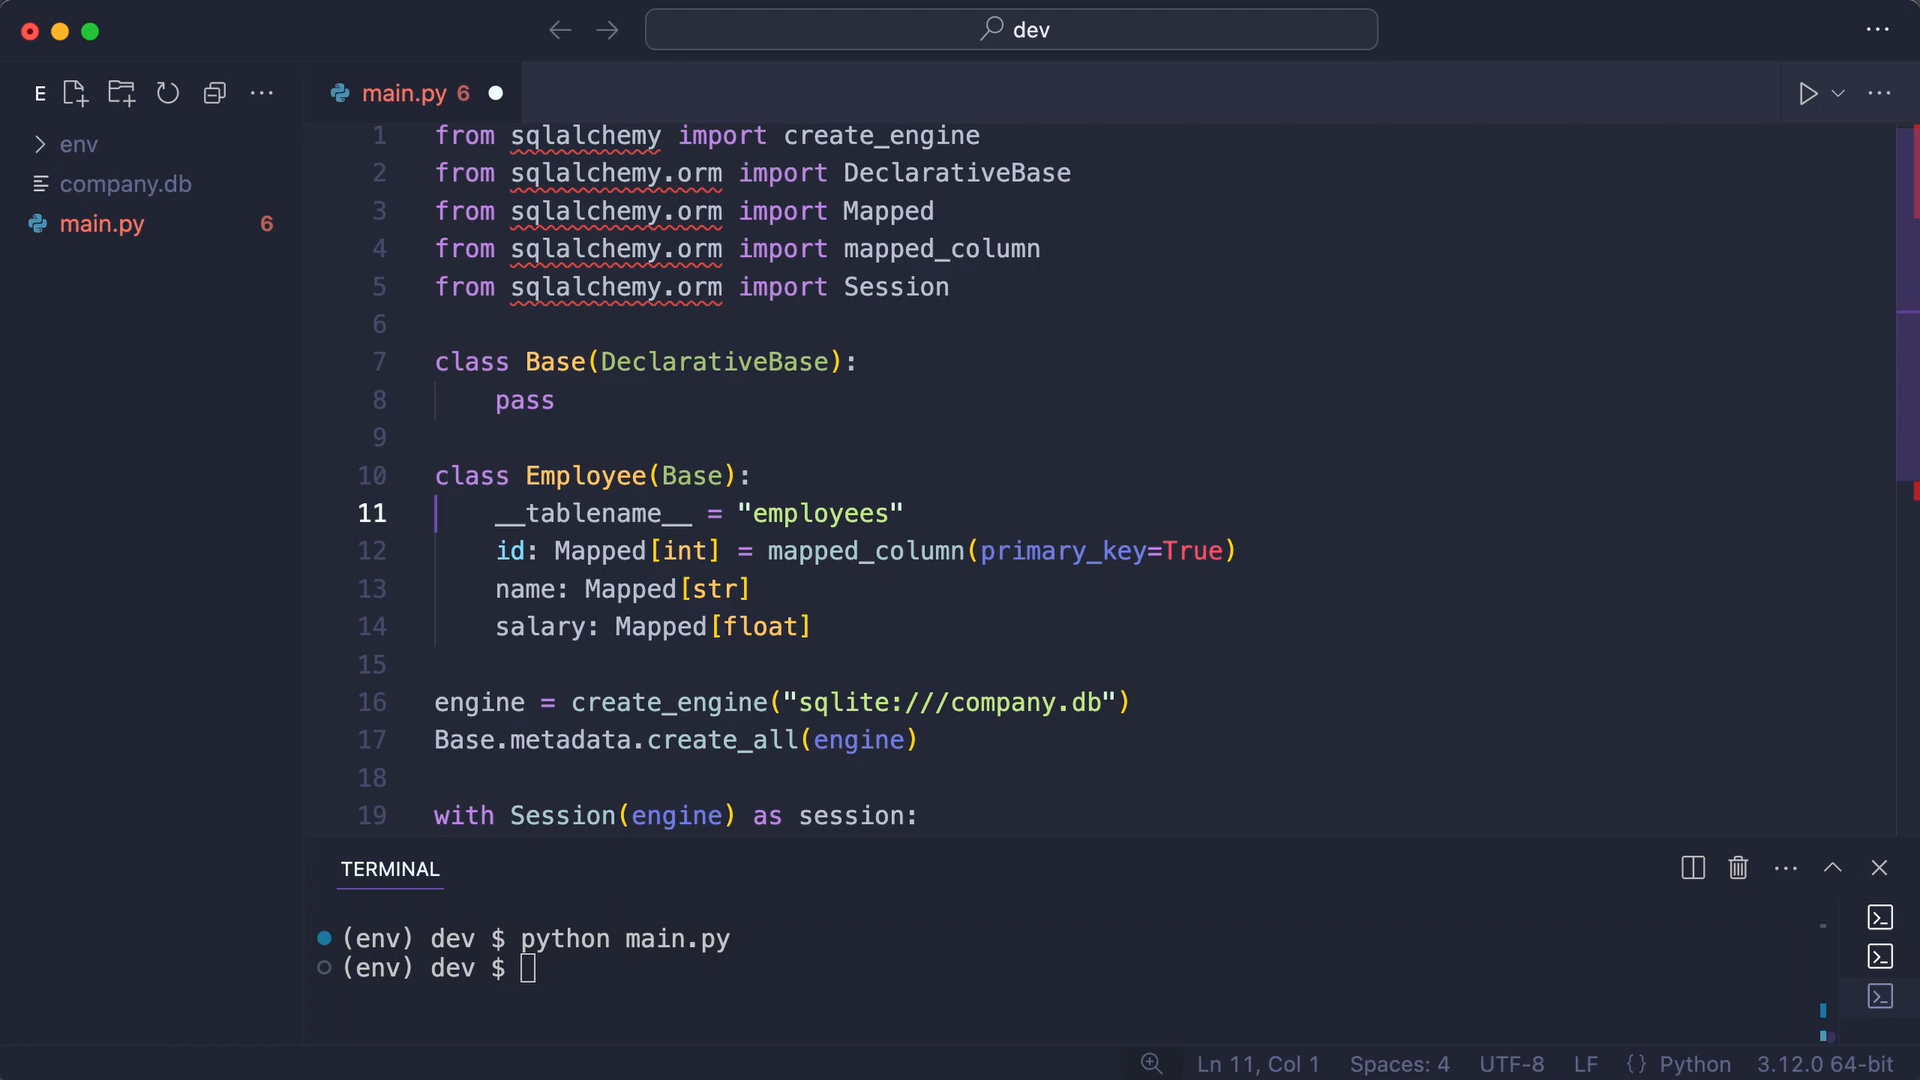 dev
E
main.py 6
env
company.db
main.py 6
1 from sqlalchemy import create_engine
2 from sqlalchemy.orm import DeclarativeBase
3 from sqlalchemy.orm import Mapped
4 from sqlalchemy.orm import mapped_column
5 from sqlalchemy.orm import Session
6
7 class Base(DeclarativeBase):
8     pass
9
10 class Employee(Base):
11     __tablename__ = "employees"
12     id: Mapped[int] = mapped_column(primary_key=True)
13     name: Mapped[str]
14     salary: Mapped[float]
15
16 engine = create_engine("sqlite:///company.db")
17 Base.metadata.create_all(engine)
18
19 with Session(engine) as session:
TERMINAL
(env) dev $ python main.py
(env) dev $
Ln 11, Col 1 Spaces: 4 UTF-8 LF {} Python 3.12.0 64-bit